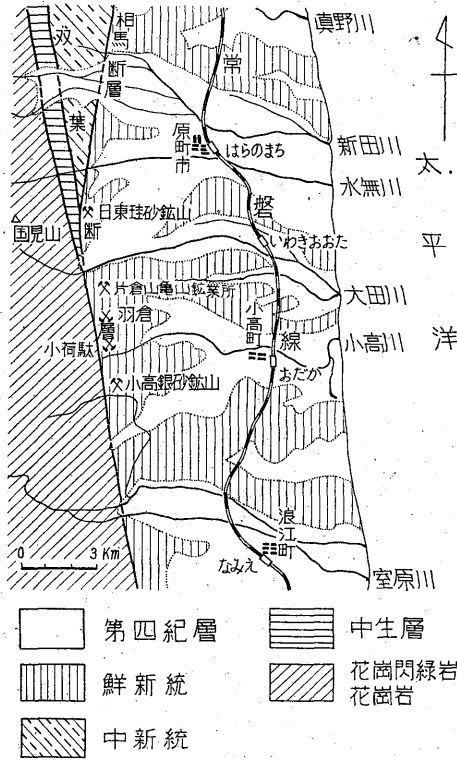 真野川
相馬断層
双葉断層
常磐線
原町市
はらのまち
新田川
水無川
太平洋
日東珪砂鉱山
国見山
いわきおおた
大田川
片倉山亀山鉱業所
羽倉
小高町
小高川
小荷駄
おだか
小高銀砂鉱山
浪江町
なみえ
0 3 Km
室原川
第四紀層
中生層
鮮新統
花崗閃緑岩
花崗岩
中新統